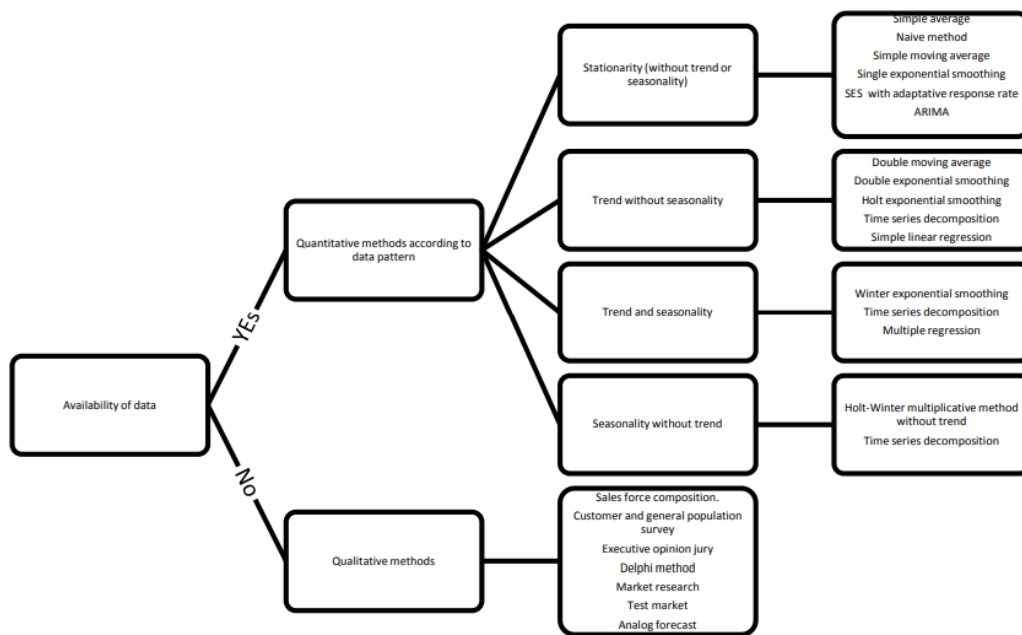 Availability of data
YEs
No
Quantitative methods according to
data pattern
Qualitative methods
Stationarity (without trend or
seasonality)
Simple average
Naive method
Simple moving average
Single exponential smoothing
SES with adaptative response rate
ARIMA
Trend without seasonality
Double moving average
Double exponential smoothing
Holt exponential smoothing
Time series decomposition
Simple linear regression
Trend and seasonality
Winter exponential smoothing
Time series decomposition
Multiple regression
Seasonality without trend
Holt-Winter multiplicative method
without trend
Time series decomposition
Sales force composition.
Customer and general population
survey
Executive opinion jury
Delphi method
Market research
Test market
Analog forecast